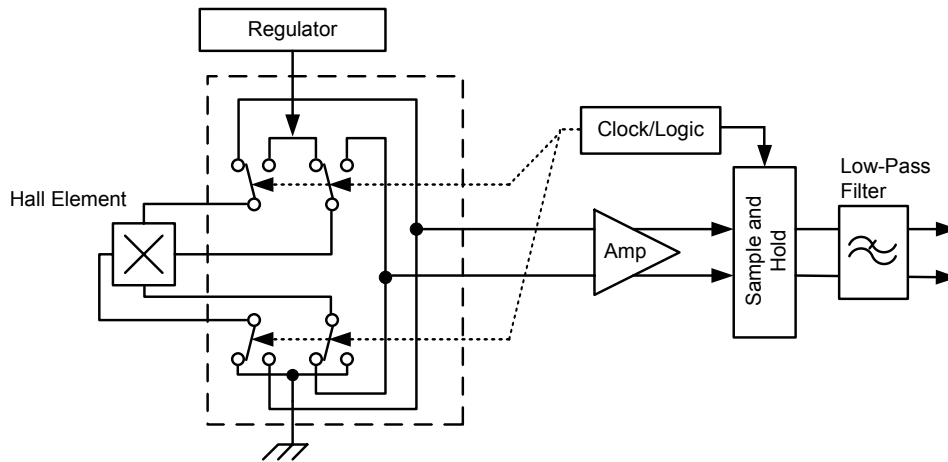 Regulator
Clock/Logic
Low-Pass
Filter
Hall Element
Amp
Sample and
Hold